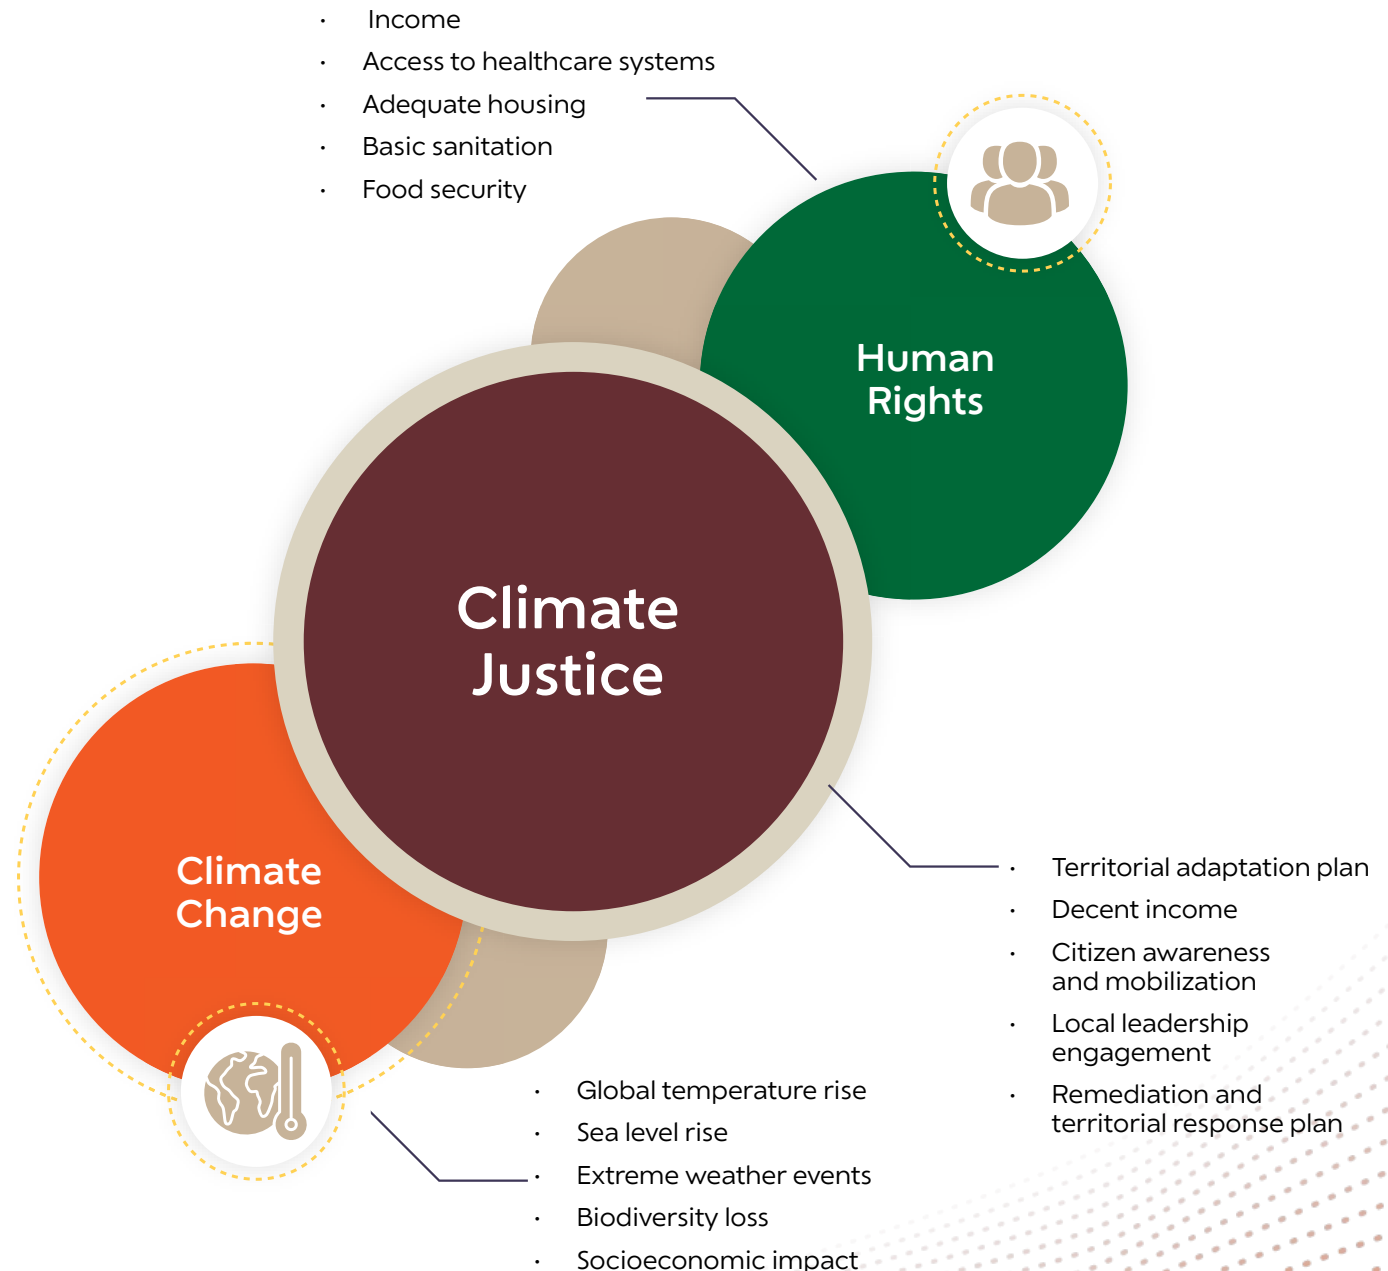 · Income
· Access to healthcare systems
· Adequate housing
· Basic sanitation
· Food security
Human
Rights
Climate
Justice
Climate
Change
· Territorial adaptation plan
· Decent income
· Citizen awareness
and mobilization
· Local leadership
engagement
· Remediation and
territorial response plan
· Global temperature rise
· Sea level rise
· Extreme weather events
· Biodiversity loss
· Socioeconomic impact